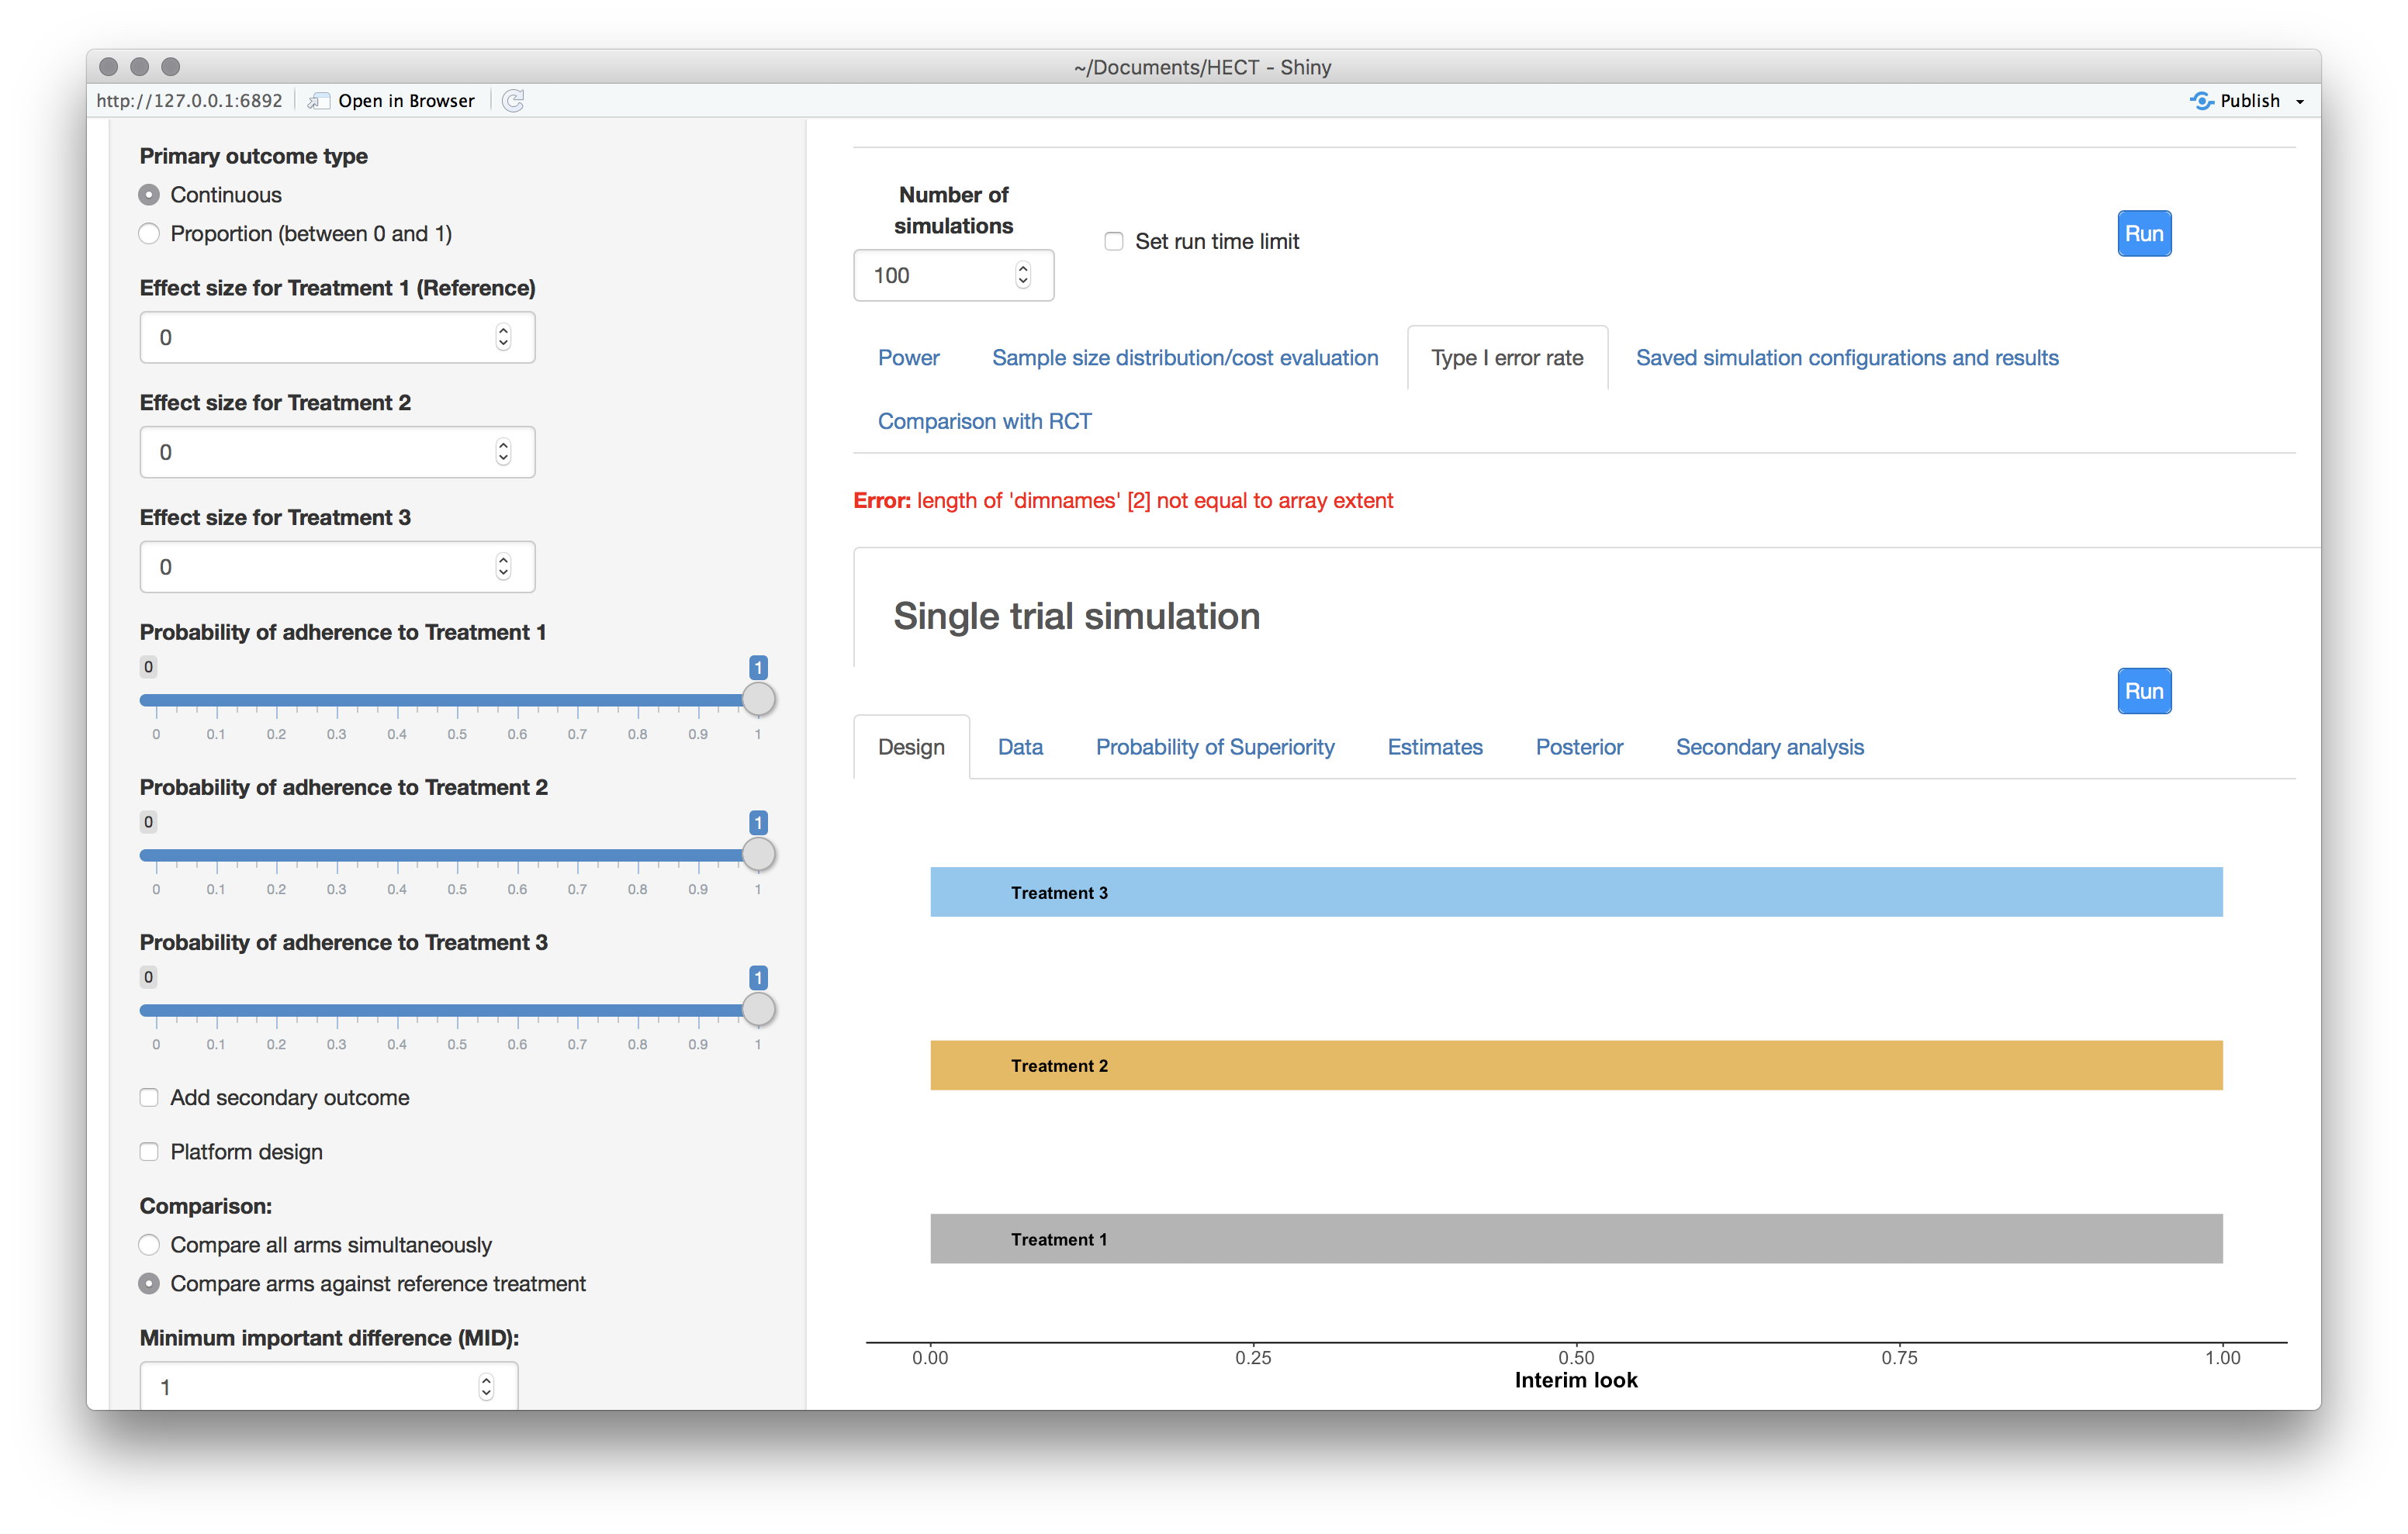 ~/Documents/HECT - Shiny
http://127.0.0.1:6892
Open in Browser
Publish
Primary outcome type
Continuous
Proportion (between 0 and 1)
Effect size for Treatment 1 (Reference)
0
Effect size for Treatment 2
0
Effect size for Treatment 3
0
Probability of adherence to Treatment 1
0 1
0 0.1 0.2 0.3 0.4 0.5 0.6 0.7 0.8 0.9 1
Probability of adherence to Treatment 2
0 1
0 0.1 0.2 0.3 0.4 0.5 0.6 0.7 0.8 0.9 1
Probability of adherence to Treatment 3
0 1
0 0.1 0.2 0.3 0.4 0.5 0.6 0.7 0.8 0.9 1
Add secondary outcome
Platform design
Comparison:
Compare all arms simultaneously
Compare arms against reference treatment
Minimum important difference (MID):
1
Number of
simulations
100
Set run time limit
Run
Power Sample size distribution/cost evaluation Type I error rate Saved simulation configurations and results
Comparison with RCT
Error: length of 'dimnames' [2] not equal to array extent
Single trial simulation
Run
Design Data Probability of Superiority Estimates Posterior Secondary analysis
Treatment 3
Treatment 2
Treatment 1
0.00 0.25 0.50 0.75 1.00
Interim look